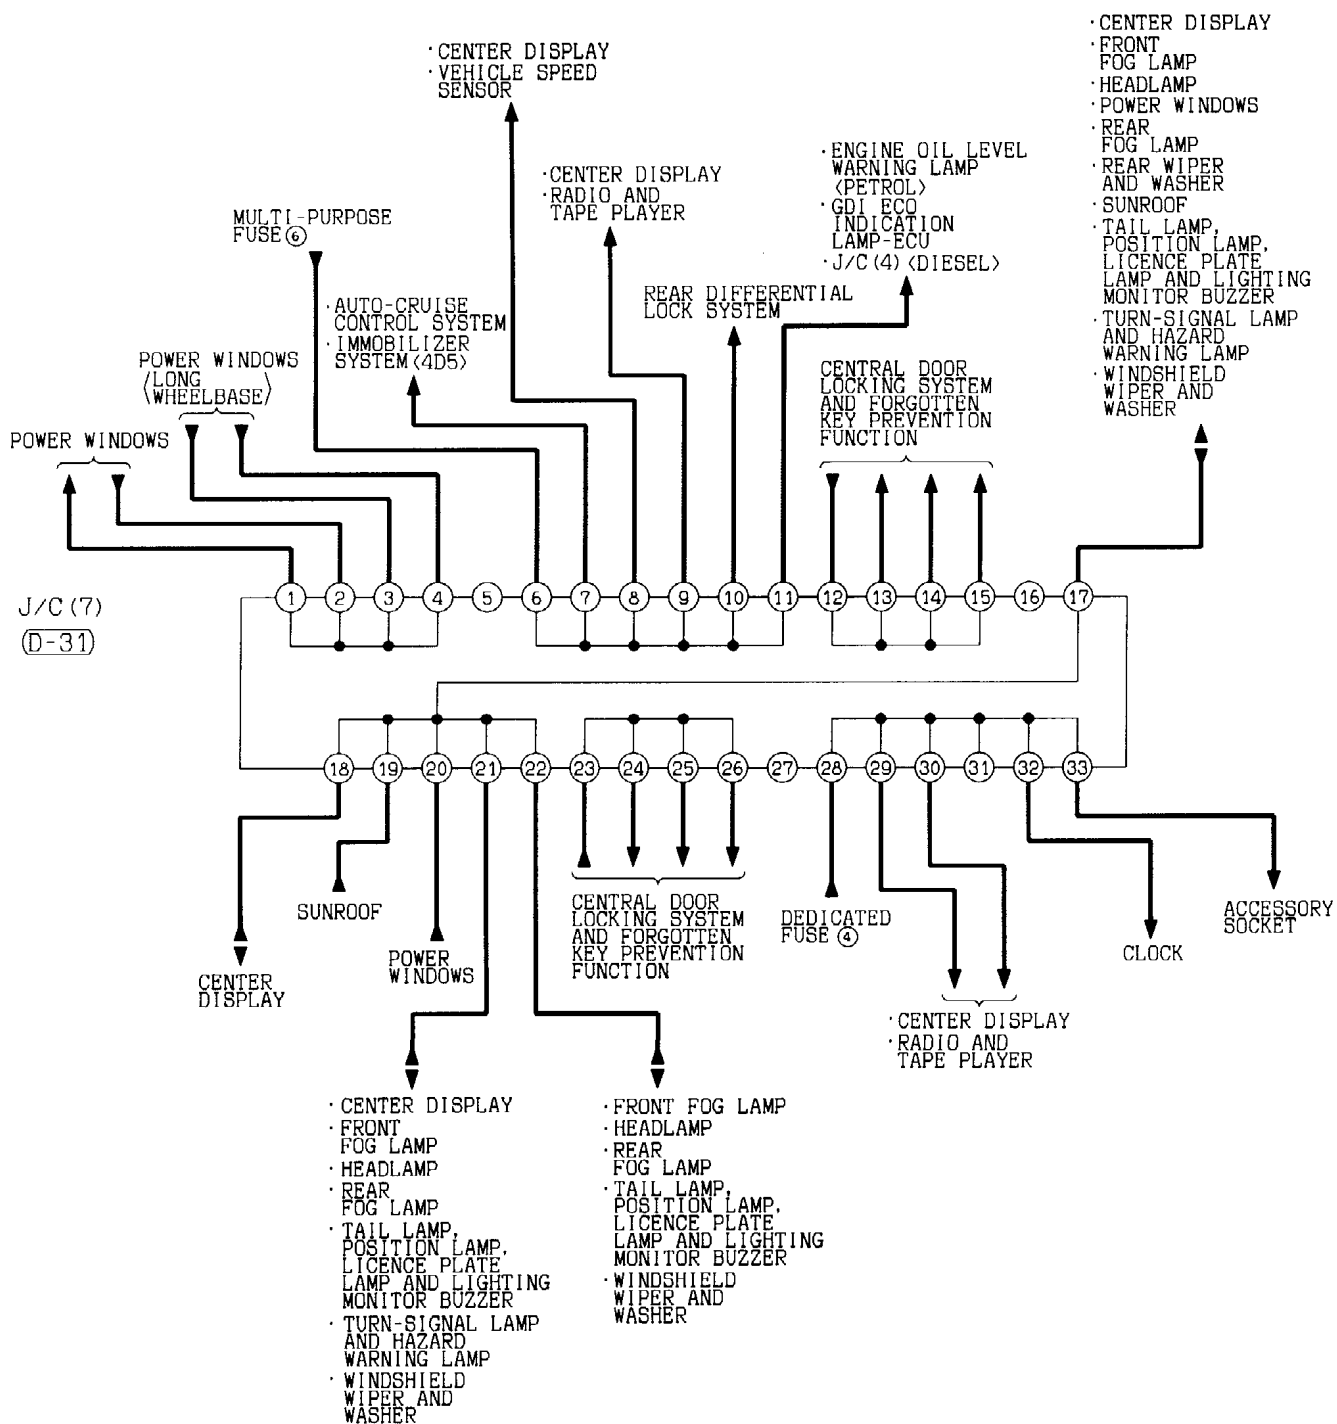 ·CENTER DISPLAY
·FRONT
FOG LAMP
·HEADLAMP
·POWER WINDOWS
·REAR
FOG LAMP
·REAR WIPER
AND WASHER
·SUNROOF
·TAIL LAMP,
POSITION LAMP,
LICENCE PLATE
LAMP AND LIGHTING
MONITOR BUZZER
·TURN-SIGNAL LAMP
AND HAZARD
WARNING LAMP
·WINDSHIELD
WIPER AND
WASHER
·CENTER DISPLAY
·VEHICLE SPEED
SENSOR
·ENGINE OIL LEVEL
WARNING LAMP
〈PETROL〉
·GDI ECO
INDICATION
LAMP-ECU
·J/C(4)〈DIESEL〉
·CENTER DISPLAY
·RADIO AND
TAPE PLAYER
MULTI-PURPOSE
FUSE⑥
REAR DIFFERENTIAL
LOCK SYSTEM
·AUTO-CRUISE
CONTROL SYSTEM
·IMMOBILIZER
SYSTEM〈4D5〉
POWER WINDOWS
〈LONG
WHEELBASE〉
CENTRAL DOOR
LOCKING SYSTEM
AND FORGOTTEN
KEY PREVENTION
FUNCTION
POWER WINDOWS
J/C(7)
D-31
1 2 3 4 5 6 7 8 9 10 11 12 13 14 15 16 17
18 19 20 21 22 23 24 25 26 27 28 29 30 31 32 33
SUNROOF
CENTER
DISPLAY
POWER
WINDOWS
CENTRAL DOOR
LOCKING SYSTEM
AND FORGOTTEN
KEY PREVENTION
FUNCTION
DEDICATED
FUSE④
ACCESSORY
SOCKET
CLOCK
·CENTER DISPLAY
·RADIO AND
TAPE PLAYER
·CENTER DISPLAY
·FRONT
FOG LAMP
·HEADLAMP
·REAR
FOG LAMP
·TAIL LAMP,
POSITION LAMP,
LICENCE PLATE
LAMP AND LIGHTING
MONITOR BUZZER
·TURN-SIGNAL LAMP
AND HAZARD
WARNING LAMP
·WINDSHIELD
WIPER AND
WASHER
·FRONT FOG LAMP
·HEADLAMP
·REAR
FOG LAMP
·TAIL LAMP,
POSITION LAMP,
LICENCE PLATE
LAMP AND LIGHTING
MONITOR BUZZER
·WINDSHIELD
WIPER AND
WASHER